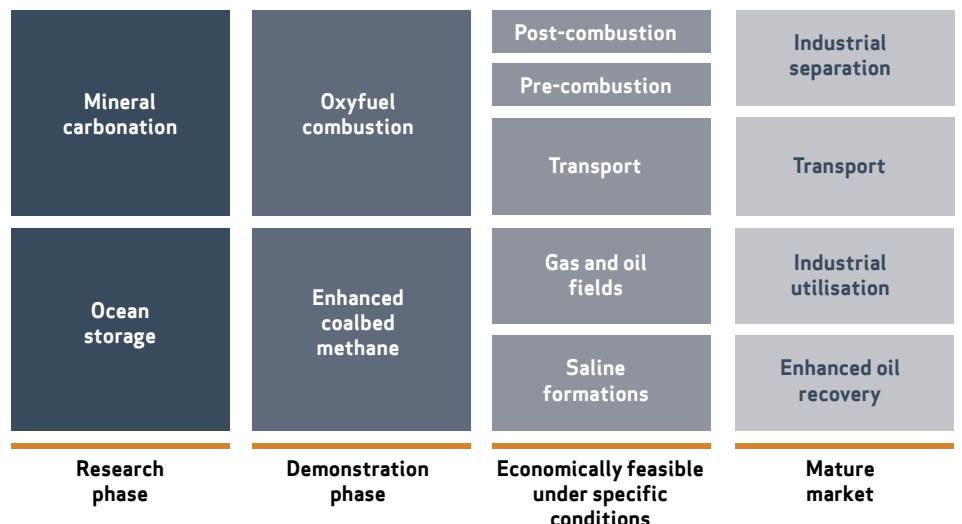 Mineral
carbonation
Ocean
storage
Research
phase
Oxyfuel
combustion
Enhanced
coalbed
methane
Demonstration
phase
Post-combustion
Pre-combustion
Transport
Gas and oil
fields
Saline
formations
Economically feasible
under specific
conditions
Industrial
separation
Transport
Industrial
utilisation
Enhanced oil
recovery
Mature
market